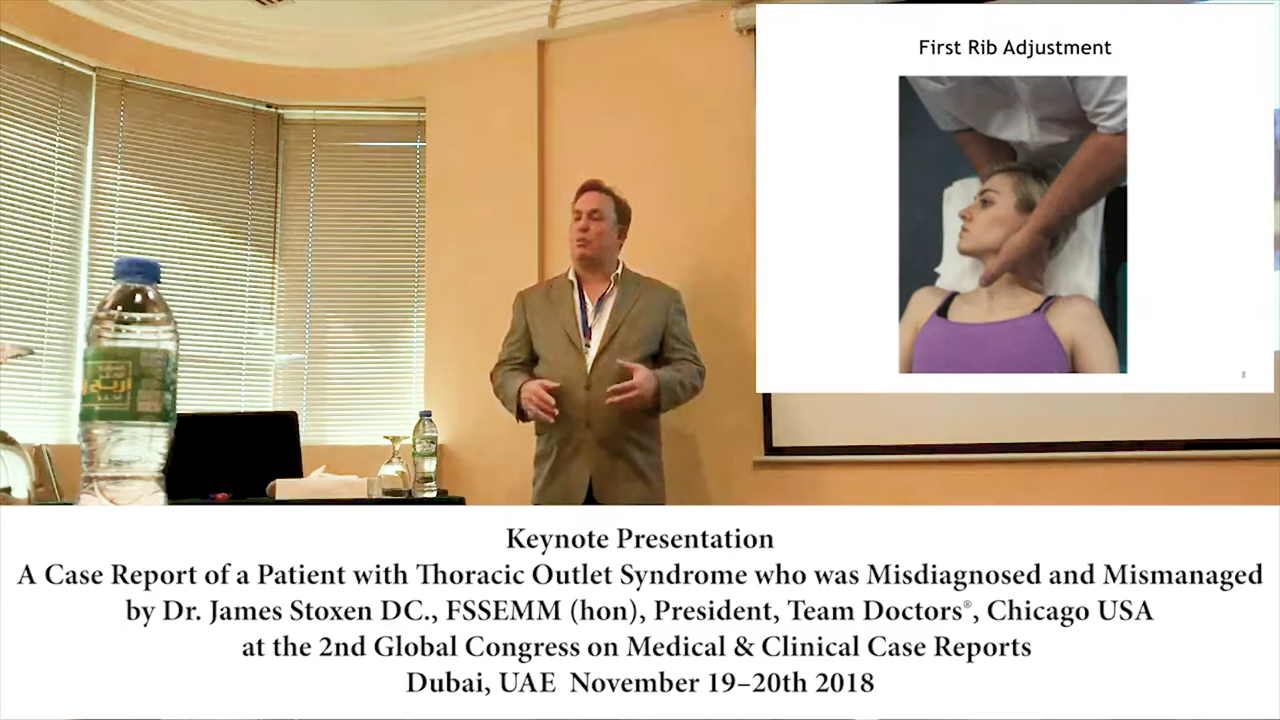 First Rib Adjustment
8
Keynote Presentation
A Case Report of a Patient with Thoracic Outlet Syndrome who was Misdiagnosed and Mismanaged
by Dr. James Stoxen DC., FSSEMM (hon), President, Team Doctors®, Chicago USA
at the 2nd Global Congress on Medical & Clinical Case Reports
Dubai, UAE November 19–20th 2018